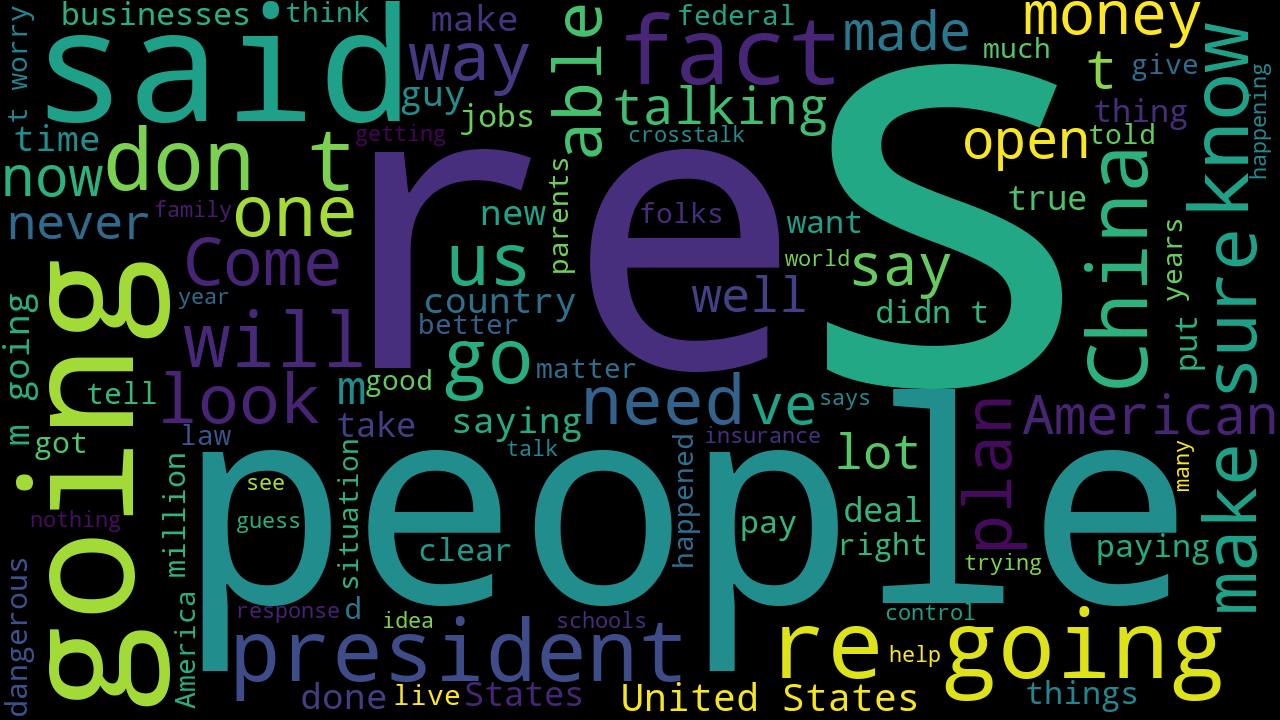 businesses
think
make
federal
money
said
way
fact
made
much
t worry
able
know
guy
talking
t
give
happening
jobs
thing
time
don t
getting
crosstalk
open
told
re
s
now
parents
China
never
family
one
new
folks
want
true
Come
us
world
say
years
year
country
well
didn t
going
m going
will
better
go
matter
put
make sure
tell
look
m
good
need
ve
says
plan
American
got
law
take
saying
talk
insurance
lot
many
million
people
see
situation
happened
nothing
guess
clear
pay
deal
right
trying
paying
dangerous
America
response
d
idea
schools
control
president
re going
help
done
live
States
United States
things